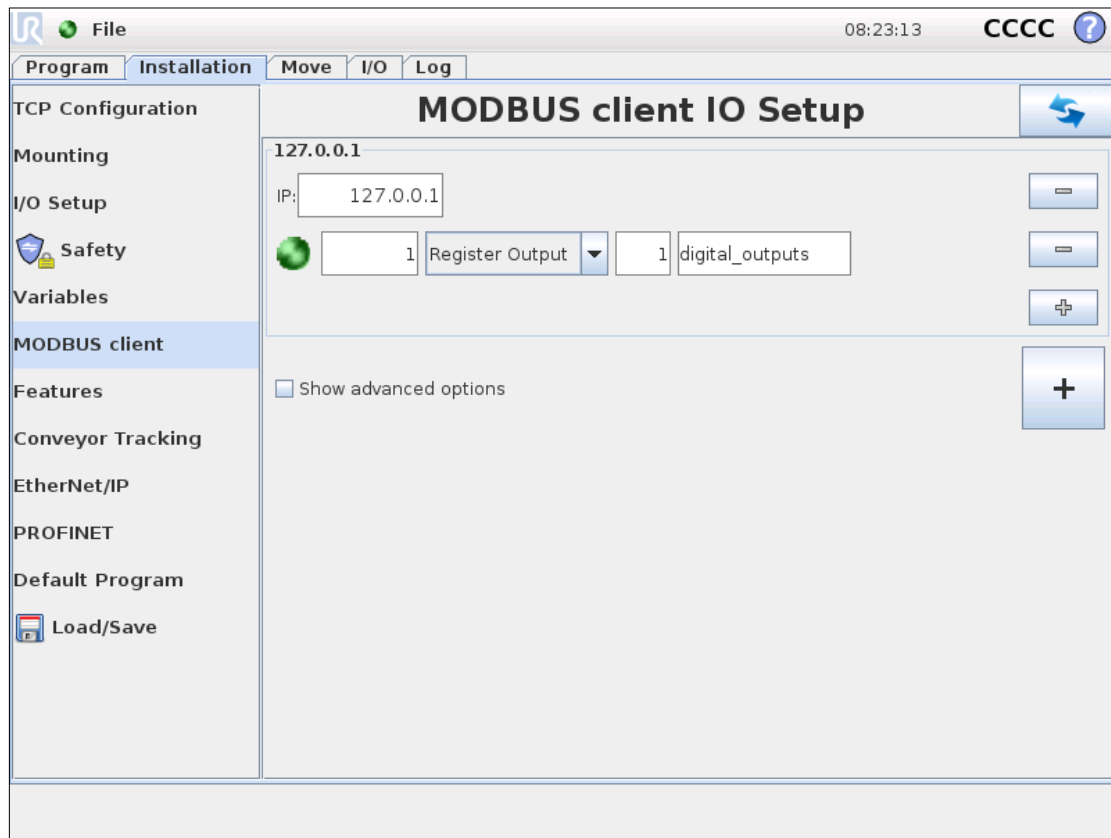 UR File 08:23:13 CCCC ?
Program Installation Move I/O Log
TCP Configuration
Mounting
I/O Setup
Safety
Variables
MODBUS client
Features
Conveyor Tracking
EtherNet/IP
PROFINET
Default Program
Load/Save
MODBUS client IO Setup
127.0.0.1
IP: 127.0.0.1
1 Register Output 1 digital_outputs
Show advanced options